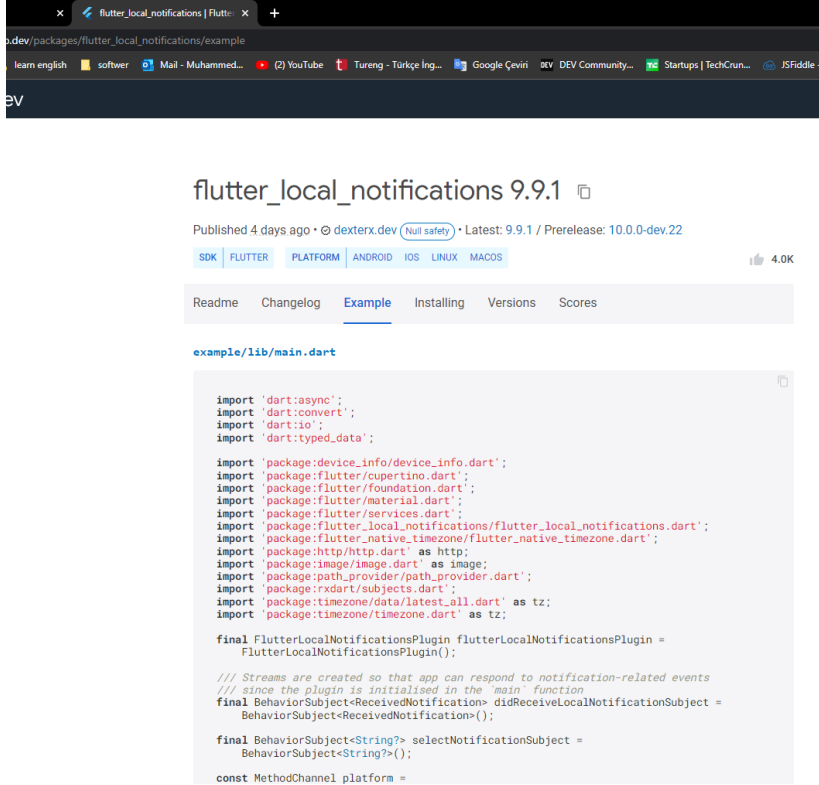 flutter_local_notifications | Flutte
.dev/packages/flutter_local_notifications/example
learn english softwer Mail - Muhammed... (2) YouTube Tureng - Türkçe İng... Google Çeviri DEV Community... Startups | TechCrun... JSFiddle -
ev
flutter_local_notifications 9.9.1
Published 4 days ago • dexterx.dev Null safety • Latest: 9.9.1 / Prerelease: 10.0.0-dev.22
SDK FLUTTER PLATFORM ANDROID IOS LINUX MACOS
4.0K
Readme Changelog Example Installing Versions Scores
example/lib/main.dart
import 'dart:async';
import 'dart:convert';
import 'dart:io';
import 'dart:typed_data';
import 'package:device_info/device_info.dart';
import 'package:flutter/cupertino.dart';
import 'package:flutter/foundation.dart';
import 'package:flutter/material.dart';
import 'package:flutter/services.dart';
import 'package:flutter_local_notifications/flutter_local_notifications.dart';
import 'package:flutter_native_timezone/flutter_native_timezone.dart';
import 'package:http/http.dart' as http;
import 'package:image/image.dart' as image;
import 'package:path_provider/path_provider.dart';
import 'package:rxdart/subjects.dart';
import 'package:timezone/data/latest_all.dart' as tz;
import 'package:timezone/timezone.dart' as tz;
final FlutterLocalNotificationsPlugin flutterLocalNotificationsPlugin =
FlutterLocalNotificationsPlugin();
/// Streams are created so that app can respond to notification-related events
/// since the plugin is initialised in the `main` function
final BehaviorSubject<ReceivedNotification> didReceiveLocalNotificationSubject =
BehaviorSubject<ReceivedNotification>();
final BehaviorSubject<String?> selectNotificationSubject =
BehaviorSubject<String?>();
const MethodChannel platform =